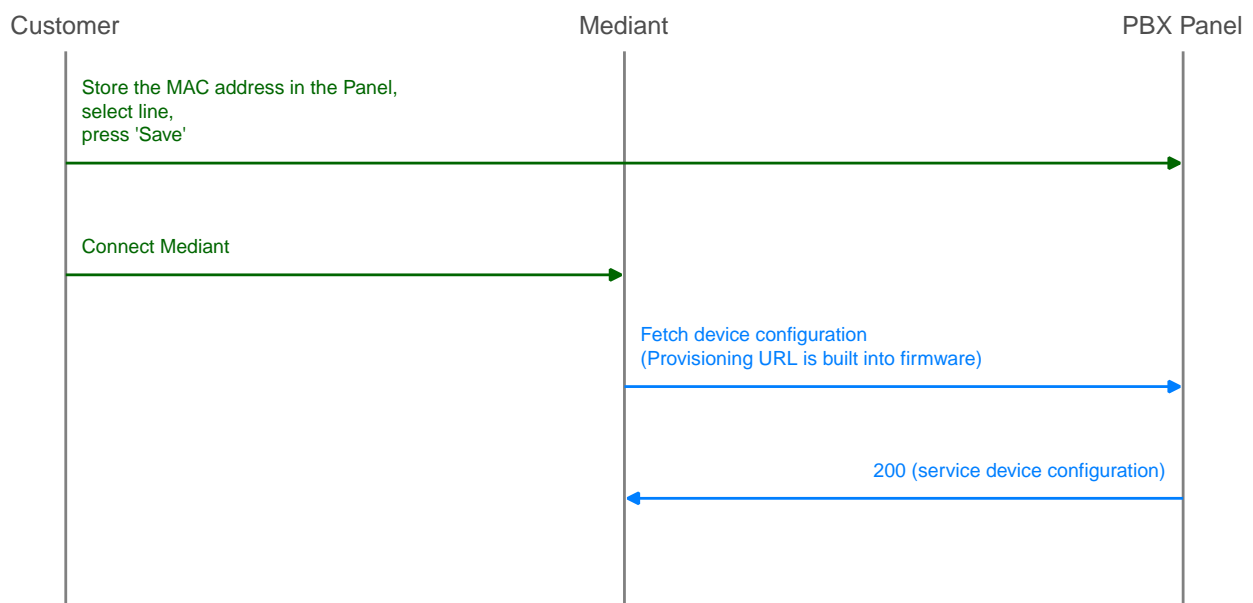 Customer
Mediant
PBX Panel
Store the MAC address in the Panel,
select line,
press 'Save'
Connect Mediant
Fetch device configuration
(Provisioning URL is built into firmware)
200 (service device configuration)